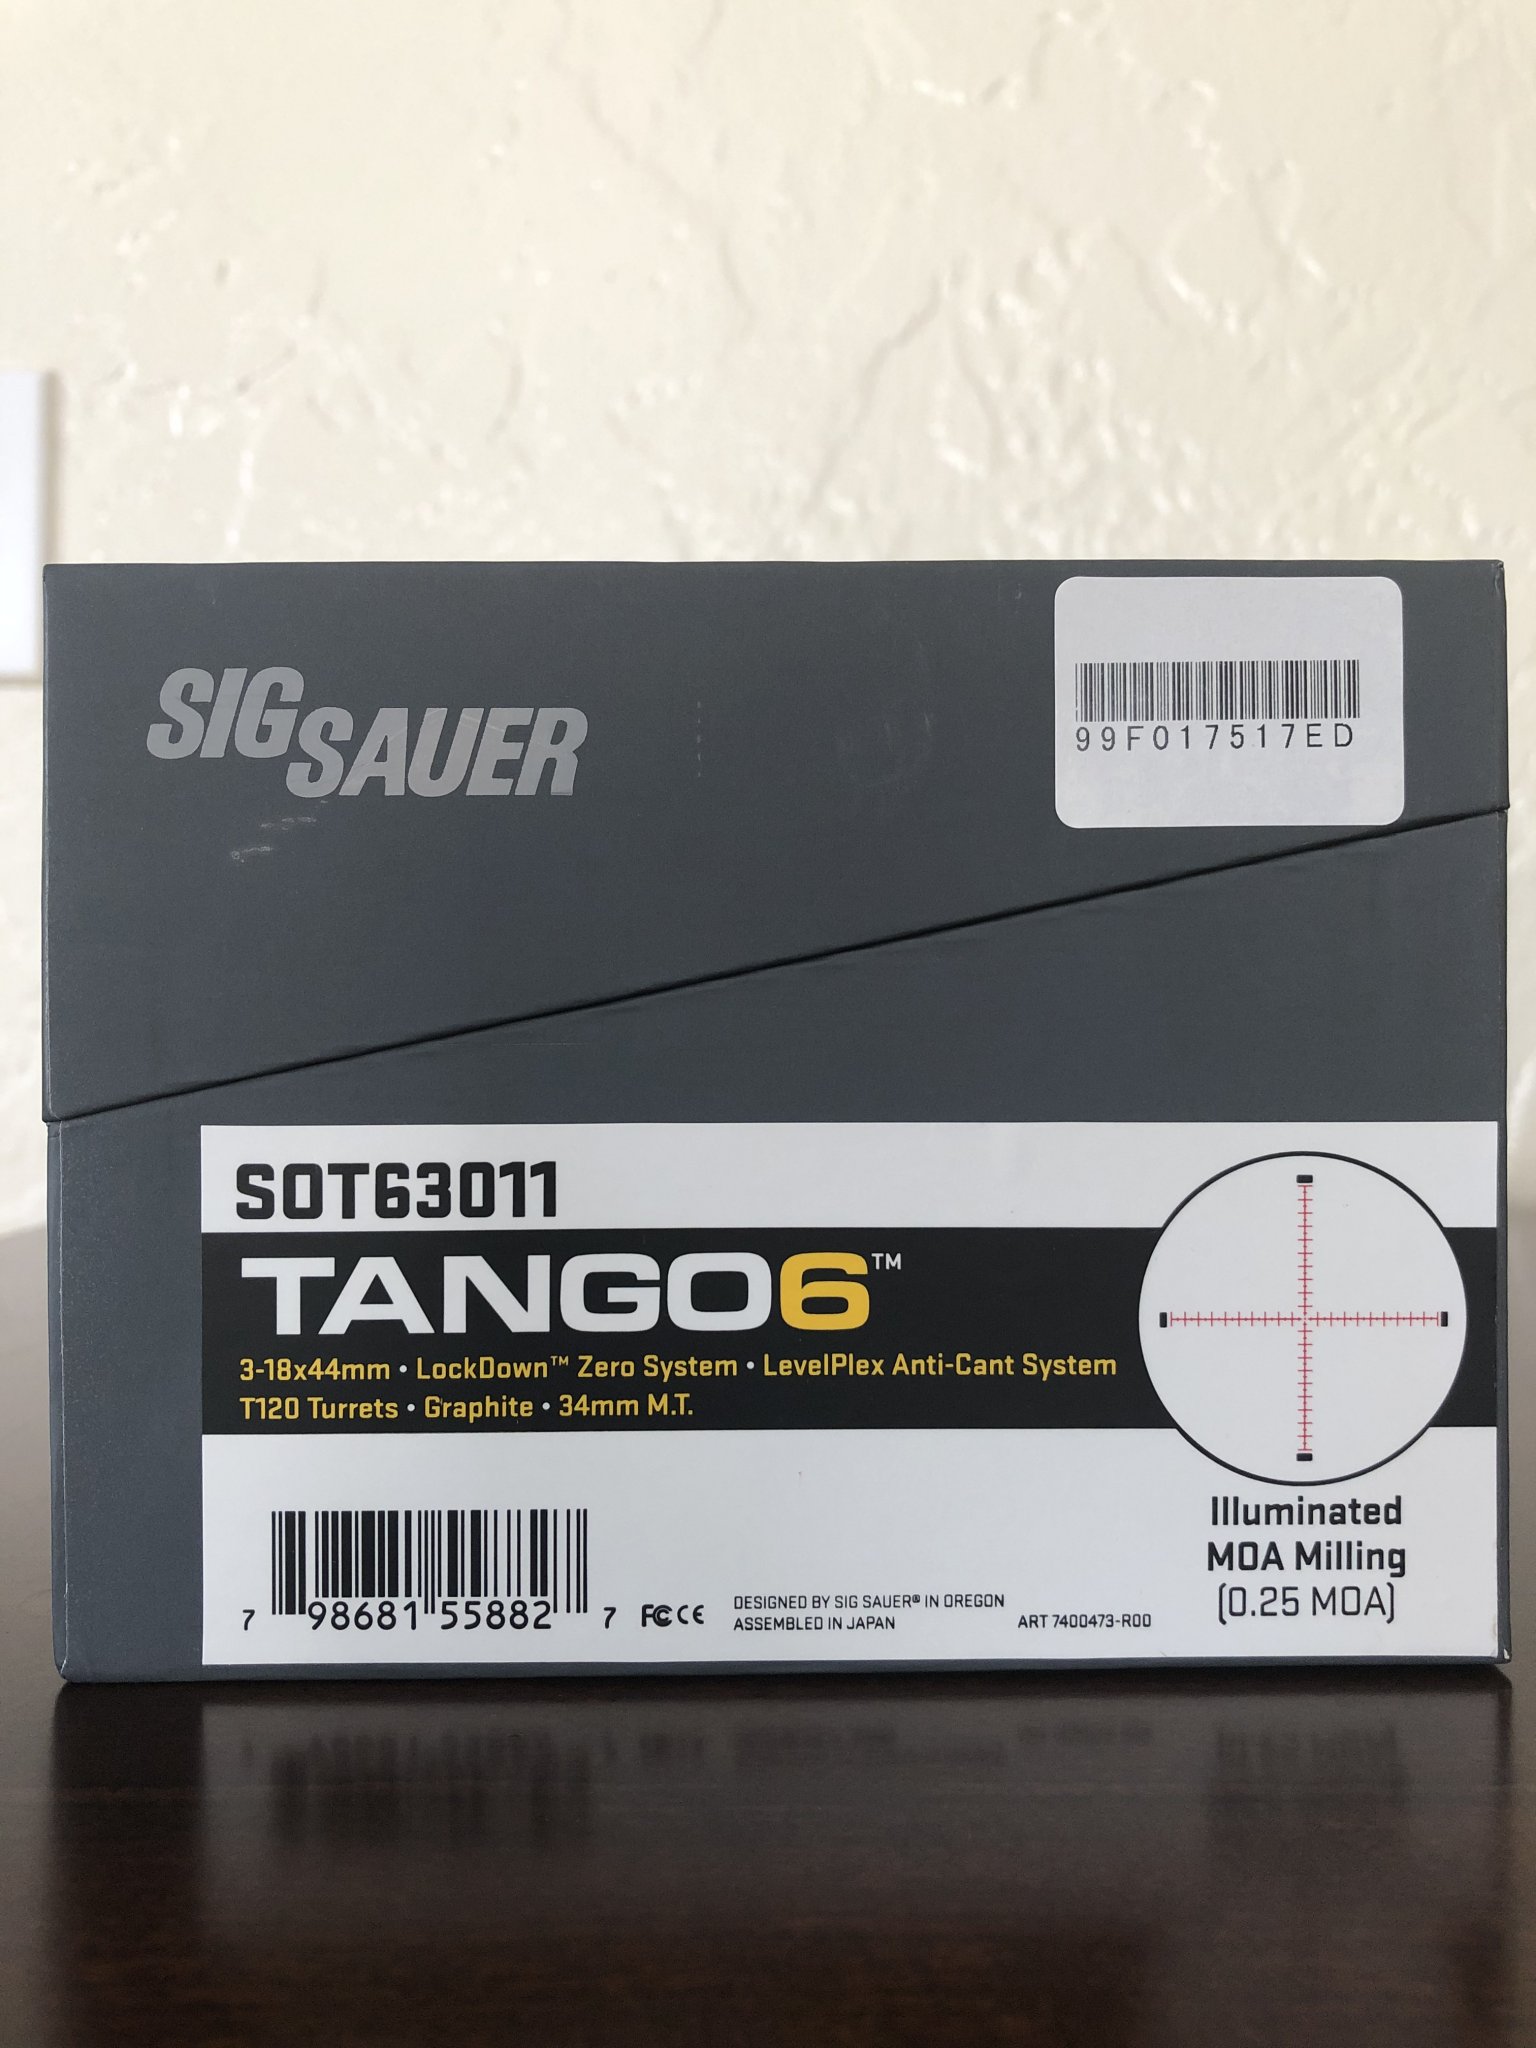 SIG SAUER
99F017517ED
SOT63011
TANGO6™
3-18x44mm • LockDown™ Zero System • LevelPlex Anti-Cant System
T120 Turrets • Graphite • 34mm M.T.
Illuminated
MOA Milling
(0.25 MOA)
7 98681 55882 7
FC CE
DESIGNED BY SIG SAUER® IN OREGON
ASSEMBLED IN JAPAN
ART 7400473-R00